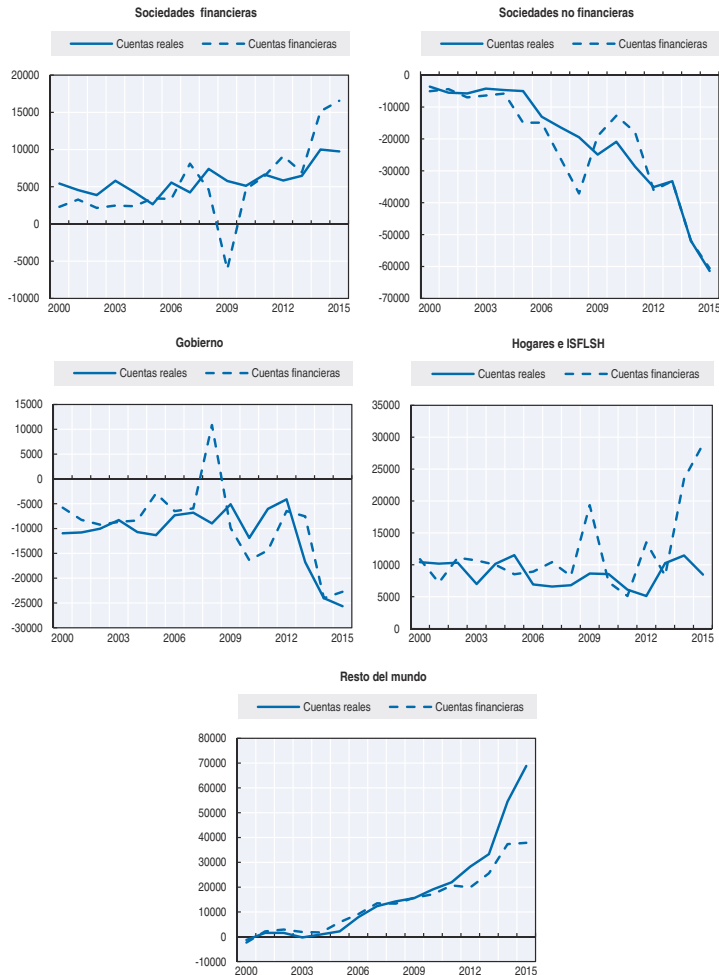 Sociedades financieras
Cuentas reales Cuentas financieras
20000
15000
10000
5000
0
-5000
-10000
2000 2003 2006 2009 2012 2015
Sociedades no financieras
Cuentas reales Cuentas financieras
0
-10000
-20000
-30000
-40000
-50000
-60000
-70000
2000 2003 2006 2009 2012 2015
Gobierno
Cuentas reales Cuentas financieras
15000
10000
5000
0
-5000
-10000
-15000
-20000
-25000
-30000
2000 2003 2006 2009 2012 2015
Hogares e ISFLSH
Cuentas reales Cuentas financieras
35000
30000
25000
20000
15000
10000
5000
0
2000 2003 2006 2009 2012 2015
Resto del mundo
Cuentas reales Cuentas financieras
80000
70000
60000
50000
40000
30000
20000
10000
0
-10000
2000 2003 2006 2009 2012 2015